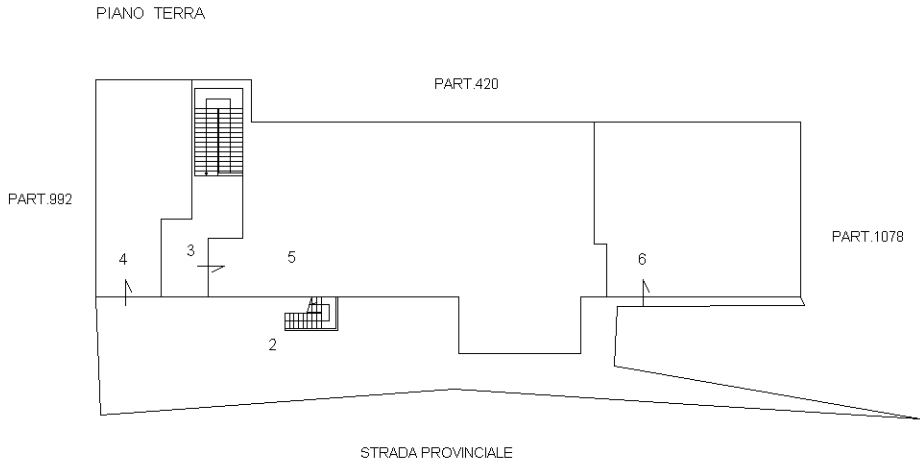 PIANO TERRA
PART.420
PART.992
PART.1078
3
4
5
6
2
STRADA PROVINCIALE